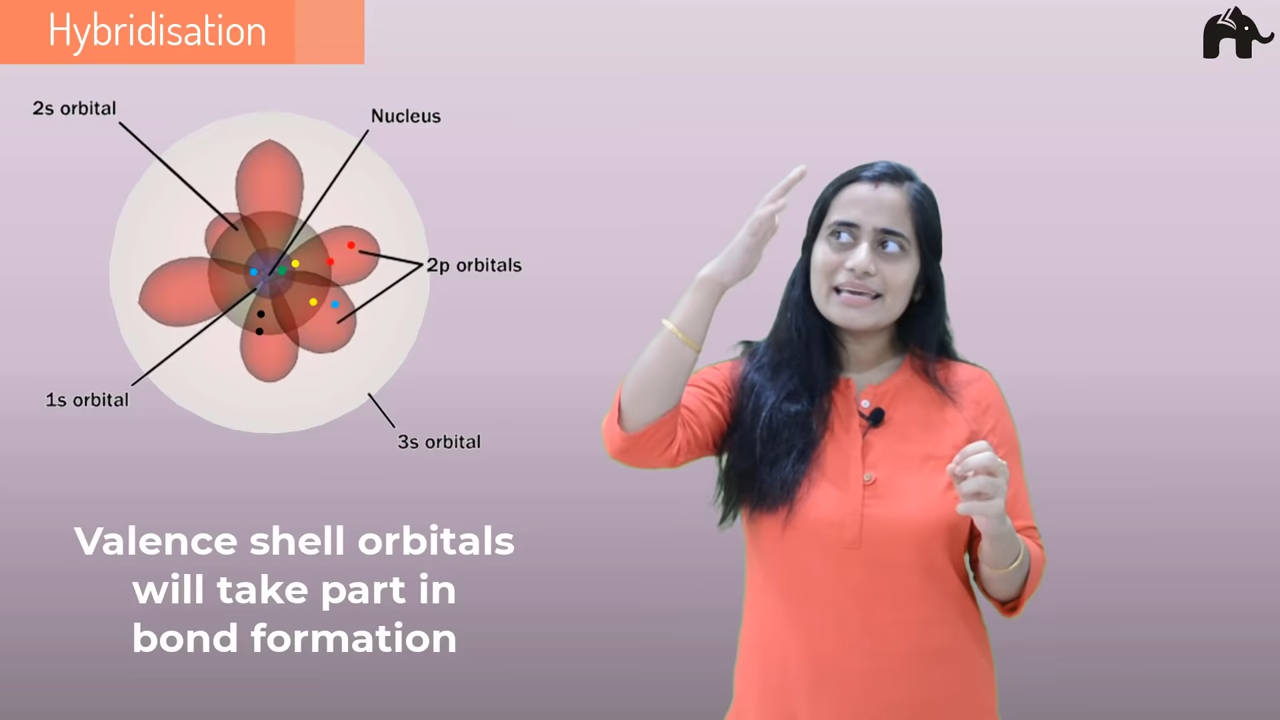 Hybridisation
2s orbital
Nucleus
2p orbitals
1s orbital
3s orbital
Valence shell orbitals
will take part in
bond formation